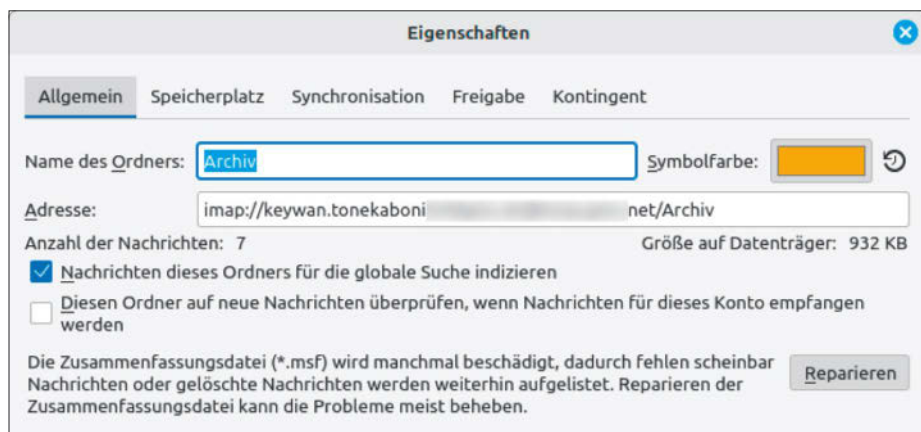 Eigenschaften
Allgemein Speicherplatz Synchronisation Freigabe Kontingent
Name des Ordners: Archiv Symbolfarbe:
Adresse: imap://keywan.tonekaboni net/Archiv
Anzahl der Nachrichten: 7 Größe auf Datenträger: 932 KB
Nachrichten dieses Ordners für die globale Suche indizieren
Diesen Ordner auf neue Nachrichten überprüfen, wenn Nachrichten für dieses Konto empfangen
werden
Die Zusammenfassungsdatei (*.msf) wird manchmal beschädigt, dadurch fehlen scheinbar
Nachrichten oder gelöschte Nachrichten werden weiterhin aufgelistet. Reparieren der
Zusammenfassungsdatei kann die Probleme meist beheben.
Reparieren